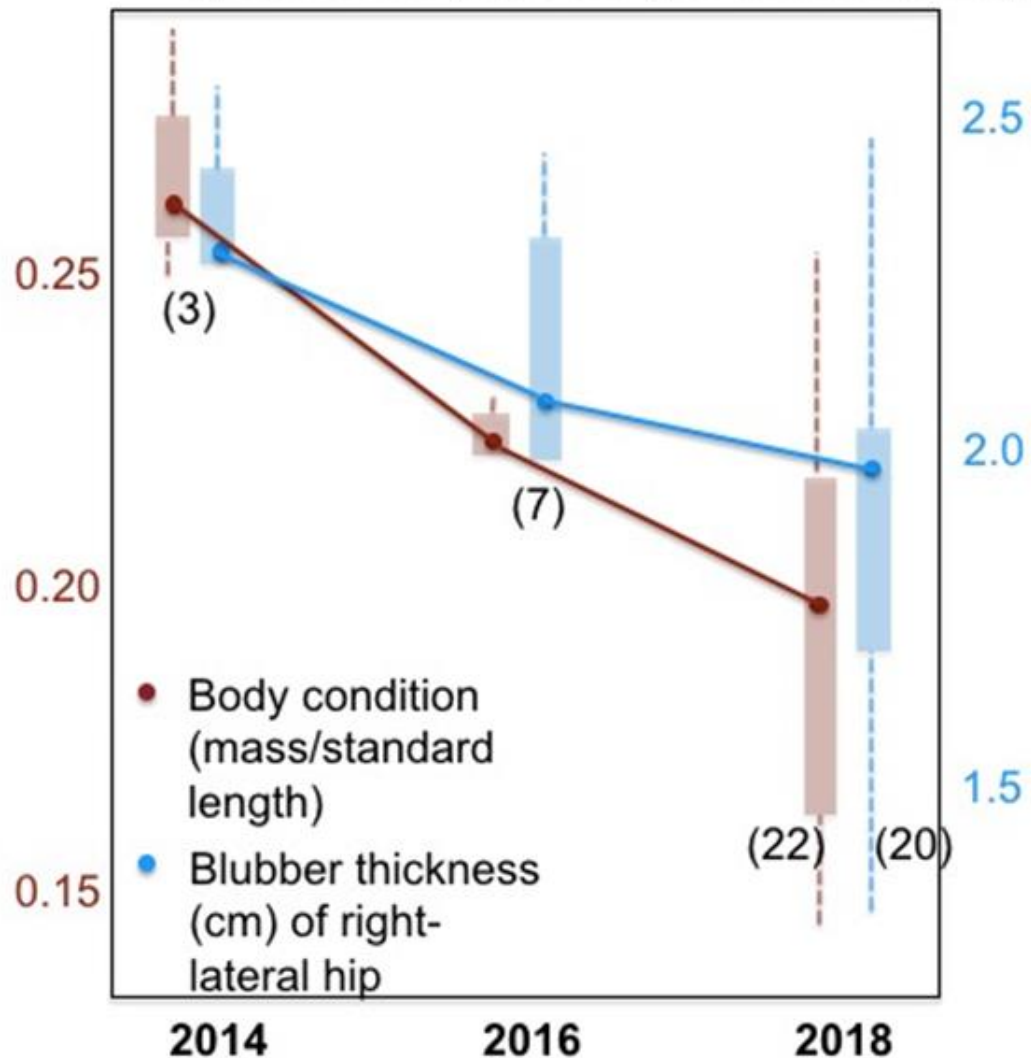 2.5
0.25
(3)
2.0
(7)
0.20
Body condition
(mass/standard
length)
1.5
(22)
(20)
Blubber thickness
(cm) of right-
lateral hip
0.15
2014
2016
2018